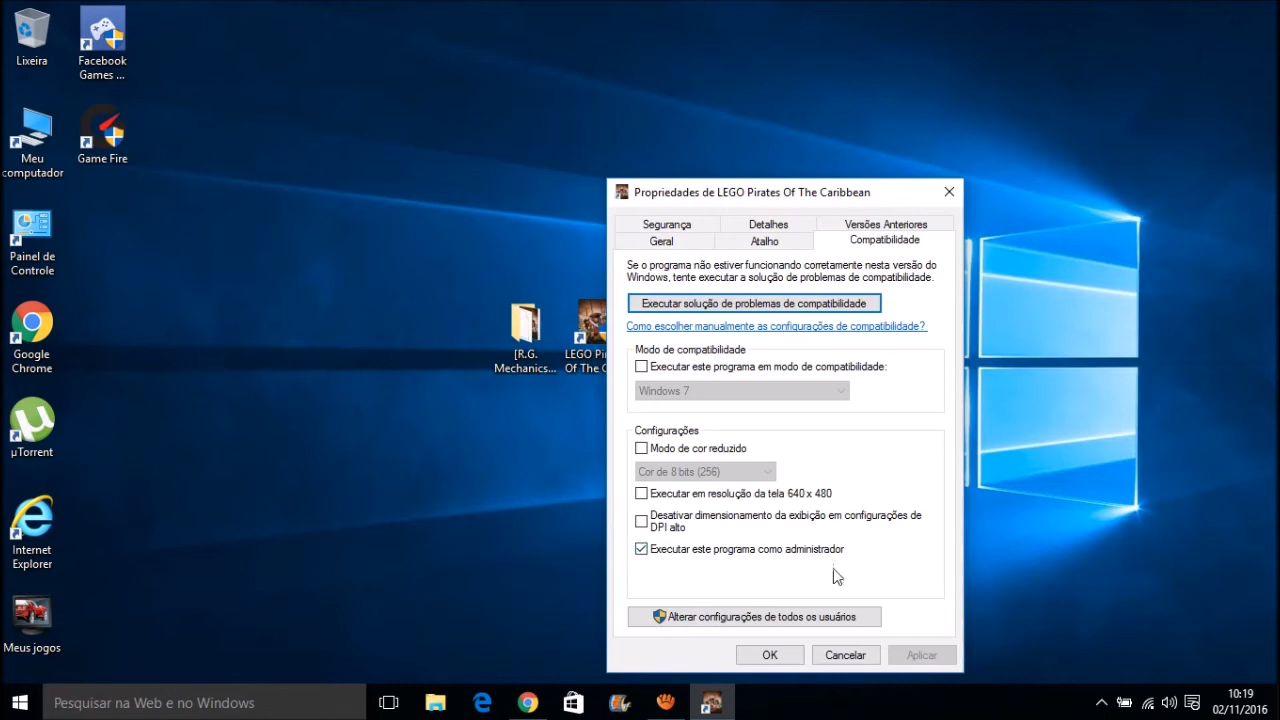 Lixeira
Facebook
Games ...
Meu
computador
Game Fire
Painel de
Controle
Google
Chrome
µTorrent
Internet
Explorer
Meus jogos
[R.G.
Mechanics...
LEGO Pi
Of The C
Propriedades de LEGO Pirates Of The Caribbean
Segurança
Detalhes
Versões Anteriores
Geral
Atalho
Compatibilidade
Se o programa não estiver funcionando corretamente nesta versão do
Windows, tente executar a solução de problemas de compatibilidade.
Executar solução de problemas de compatibilidade
Como escolher manualmente as configurações de compatibilidade?
Modo de compatibilidade
Executar este programa em modo de compatibilidade:
Windows 7
Configurações
Modo de cor reduzido
Cor de 8 bits (256)
Executar em resolução da tela 640 x 480
Desativar dimensionamento da exibição em configurações de
DPI alto
Executar este programa como administrador
Alterar configurações de todos os usuários
OK
Cancelar
Aplicar
Pesquisar na Web e no Windows
10:19
02/11/2016